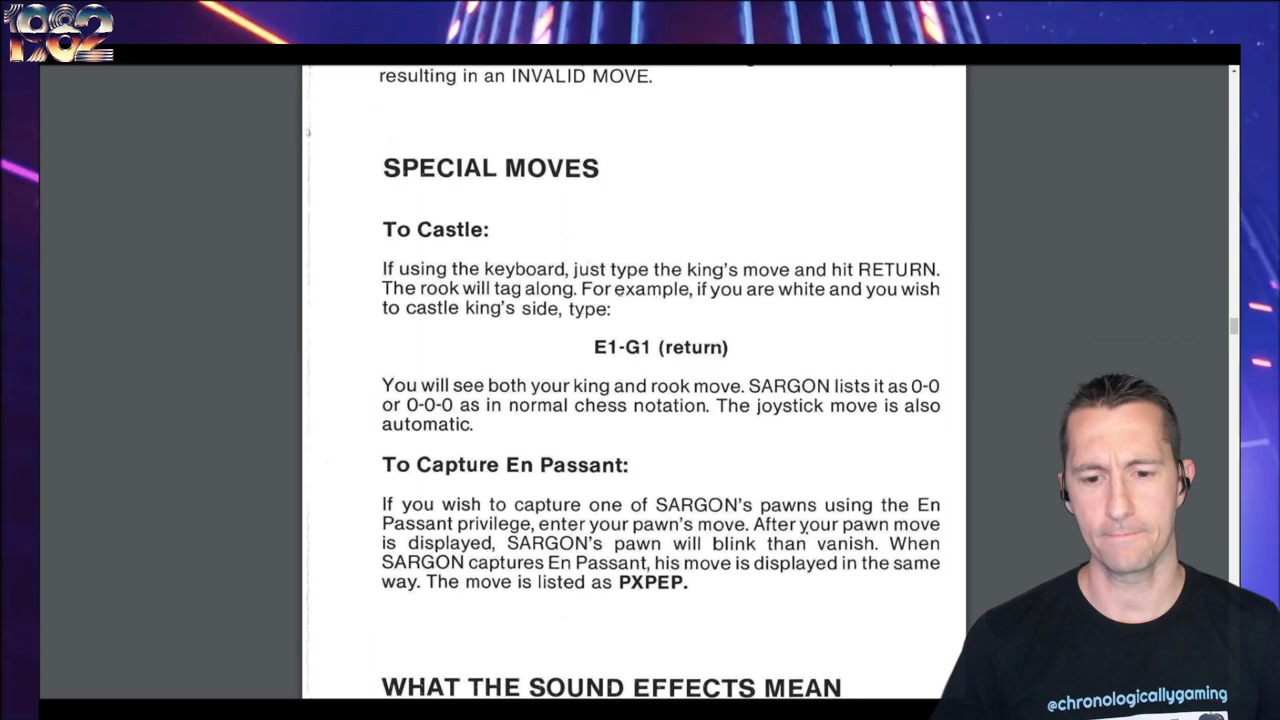 1982
resulting in an INVALID MOVE.
SPECIAL MOVES
To Castle:
If using the keyboard, just type the king's move and hit RETURN.
The rook will tag along. For example, if you are white and you wish
to castle king's side, type:
E1-G1 (return)
You will see both your king and rook move. SARGON lists it as 0-0
or 0-0-0 as in normal chess notation. The joystick move is also
automatic.
To Capture En Passant:
If you wish to capture one of SARGON's pawns using the En
Passant privilege, enter your pawn's move. After your pawn move
is displayed, SARGON's pawn will blink than vanish. When
SARGON captures En Passant, his move is displayed in the same
way. The move is listed as PXPEP.
WHAT THE SOUND EFFECTS MEAN
@chronologicallygaming